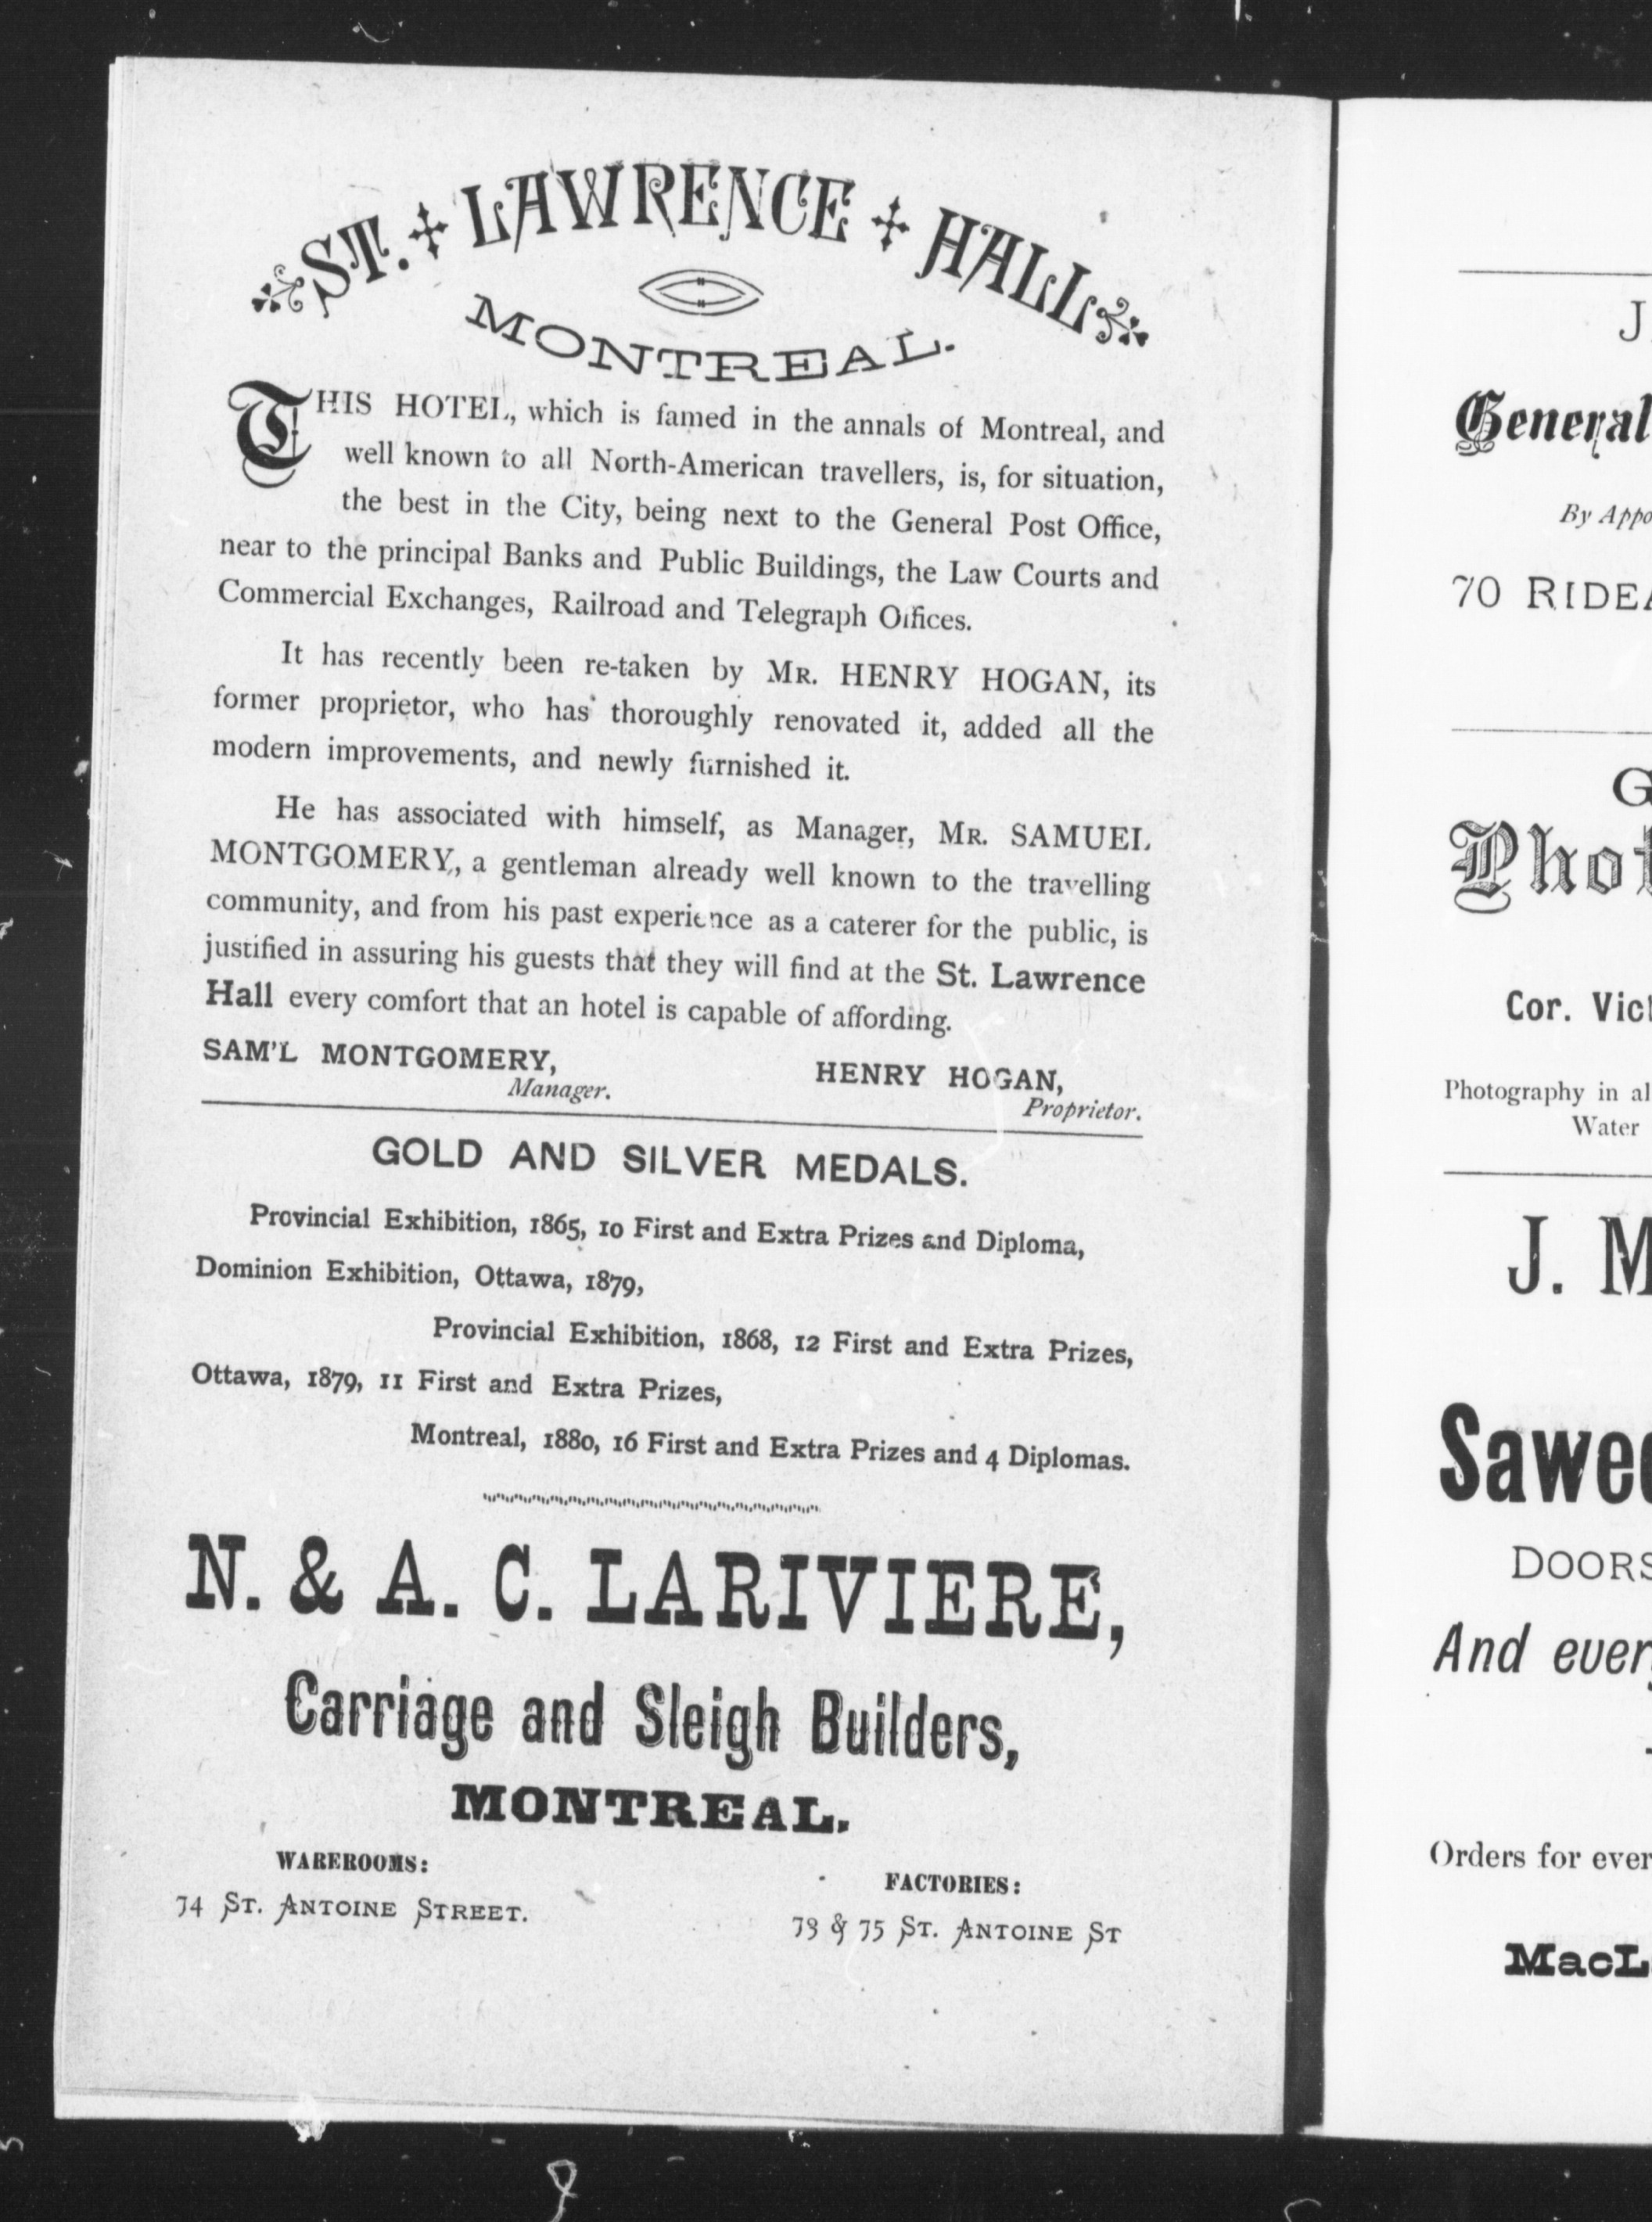 ST. LAWRENCE HALL
MONTREAL.
THIS HOTEL, which is famed in the annals of Montreal, and
well known to all North-American travellers, is, for situation,
the best in the City, being next to the General Post Office,
near to the principal Banks and Public Buildings, the Law Courts and
Commercial Exchanges, Railroad and Telegraph Offices.
It has recently been re-taken by MR. HENRY HOGAN, its
former proprietor, who has thoroughly renovated it, added all the
modern improvements, and newly furnished it.
He has associated with himself, as Manager, MR. SAMUEL
MONTGOMERY, a gentleman already well known to the travelling
community, and from his past experience as a caterer for the public, is
justified in assuring his guests that they will find at the St. Lawrence
Hall every comfort that an hotel is capable of affording.
SAM'L MONTGOMERY,
Manager.
HENRY HOGAN,
Proprietor.
GOLD AND SILVER MEDALS.
Provincial Exhibition, 1865, 10 First and Extra Prizes and Diploma,
Dominion Exhibition, Ottawa, 1879,
Provincial Exhibition, 1868, 12 First and Extra Prizes,
Ottawa, 1879, 11 First and Extra Prizes,
Montreal, 1880, 16 First and Extra Prizes and 4 Diplomas.
N. & A. C. LARIVIERE,
Carriage and Sleigh Builders,
MONTREAL.
WAREROOMS:
74 ST. ANTOINE STREET.
FACTORIES:
73 & 75 ST. ANTOINE ST
J.
General
By
70
G
Cor.
Photography in
Water
J. M
DOORS
And
Orders for